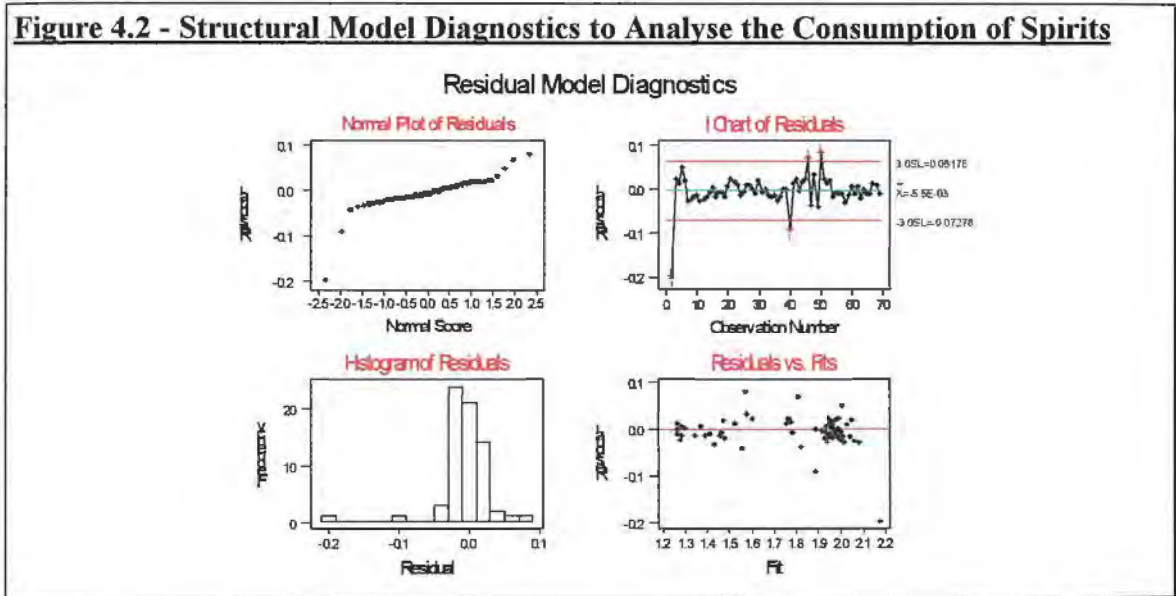 Figure 4.2 - Structural Model Diagnostics to Analyse the Consumption of Spirits
Residual Model Diagnostics
Normal Plot of Residuals
0.1
0.0
-0.1
-0.2
Residual
-2.5 -2.0 -1.5 -1.0 -0.5 0.0 0.5 1.0 1.5 2.0 2.5
Normal Score
I Chart of Residuals
0.1
0.0
-0.1
-0.2
Residual
0 10 20 30 40 50 60 70
Observation Number
Histogram of Residuals
20
10
0
Frequency
-0.2 -0.1 0.0 0.1
Residual
Residuals vs. Fits
0.1
0.0
-0.1
-0.2
Residual
1.2 1.3 1.4 1.5 1.6 1.7 1.8 1.9 2.0 2.1 2.2
Fit